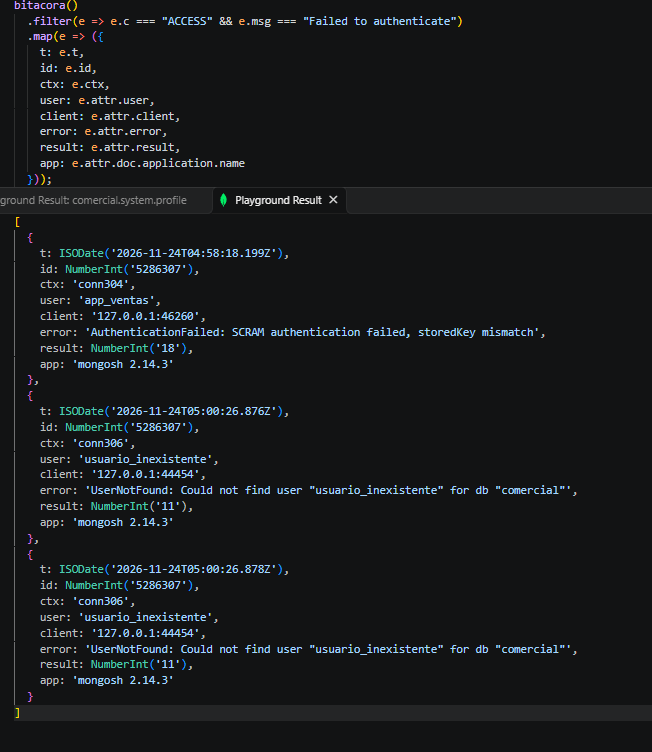 bitacora()
.filter(e => e.c === "ACCESS" && e.msg === "Failed to authenticate")
.map(e => ({
t: e.t,
id: e.id,
ctx: e.ctx,
user: e.attr.user,
client: e.attr.client,
error: e.attr.error,
result: e.attr.result,
app: e.attr.doc.application.name
}));
ground Result: comercial.system.profile Playground Result
[
{
t: ISODate('2026-11-24T04:58:18.199Z'),
id: NumberInt('5286307'),
ctx: 'conn304',
user: 'app_ventas',
client: '127.0.0.1:46260',
error: 'AuthenticationFailed: SCRAM authentication failed, storedKey mismatch',
result: NumberInt('18'),
app: 'mongosh 2.14.3'
},
{
t: ISODate('2026-11-24T05:00:26.876Z'),
id: NumberInt('5286307'),
ctx: 'conn306',
user: 'usuario_inexistente',
client: '127.0.0.1:44454',
error: 'UserNotFound: Could not find user "usuario_inexistente" for db "comercial"',
result: NumberInt('11'),
app: 'mongosh 2.14.3'
},
{
t: ISODate('2026-11-24T05:00:26.878Z'),
id: NumberInt('5286307'),
ctx: 'conn306',
user: 'usuario_inexistente',
client: '127.0.0.1:44454',
error: 'UserNotFound: Could not find user "usuario_inexistente" for db "comercial"',
result: NumberInt('11'),
app: 'mongosh 2.14.3'
}
]